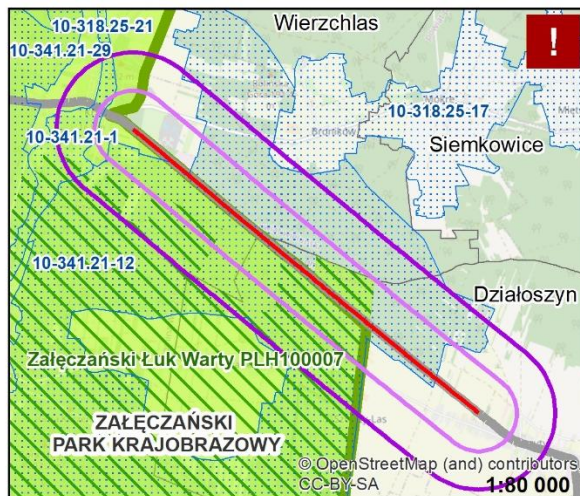 10-318.25-21
Wierzchlas
!
10-341.21-29
10-318.25-17
10-341.21-1
Siemkowice
10-341.21-12
Działoszyn
Załęczański Łuk Warty PLH100007
ZAŁĘCZAŃSKI
PARK KRAJOBRAZOWY
Las
© OpenStreetMap (and) contributors
CC-BY-SA
1:80 000